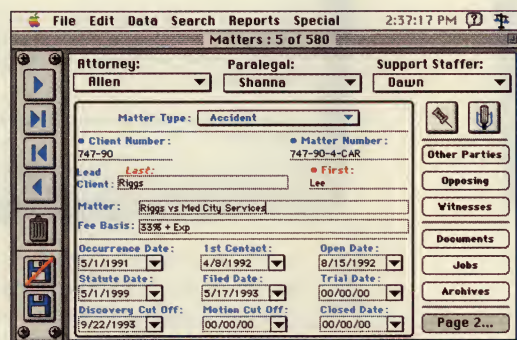 File Edit Data Search Reports Special 2:37:17 PM
Matters : 5 of 580
Attorney: Paralegal: Support Staffer:
Allen Shanna Dawn
Matter Type: Accident
• Client Number: • Matter Number:
747-90 747-90-4-CAR
Lead Last: • First:
Client: Riggs Lee
Matter: Riggs vs Med City Services
Fee Basis: 33% + Exp
Occurrence Date: 1st Contact: Open Date:
5/1/1991 4/8/1992 8/15/1992
Statute Date: Filed Date: Trial Date:
5/1/1999 5/17/1993 00/00/00
Discovery Cut Off: Motion Cut Off: Closed Date:
9/22/1993 00/00/00 00/00/00
Other Parties
Opposing
Witnesses
Documents
Jobs
Archives
Page 2...